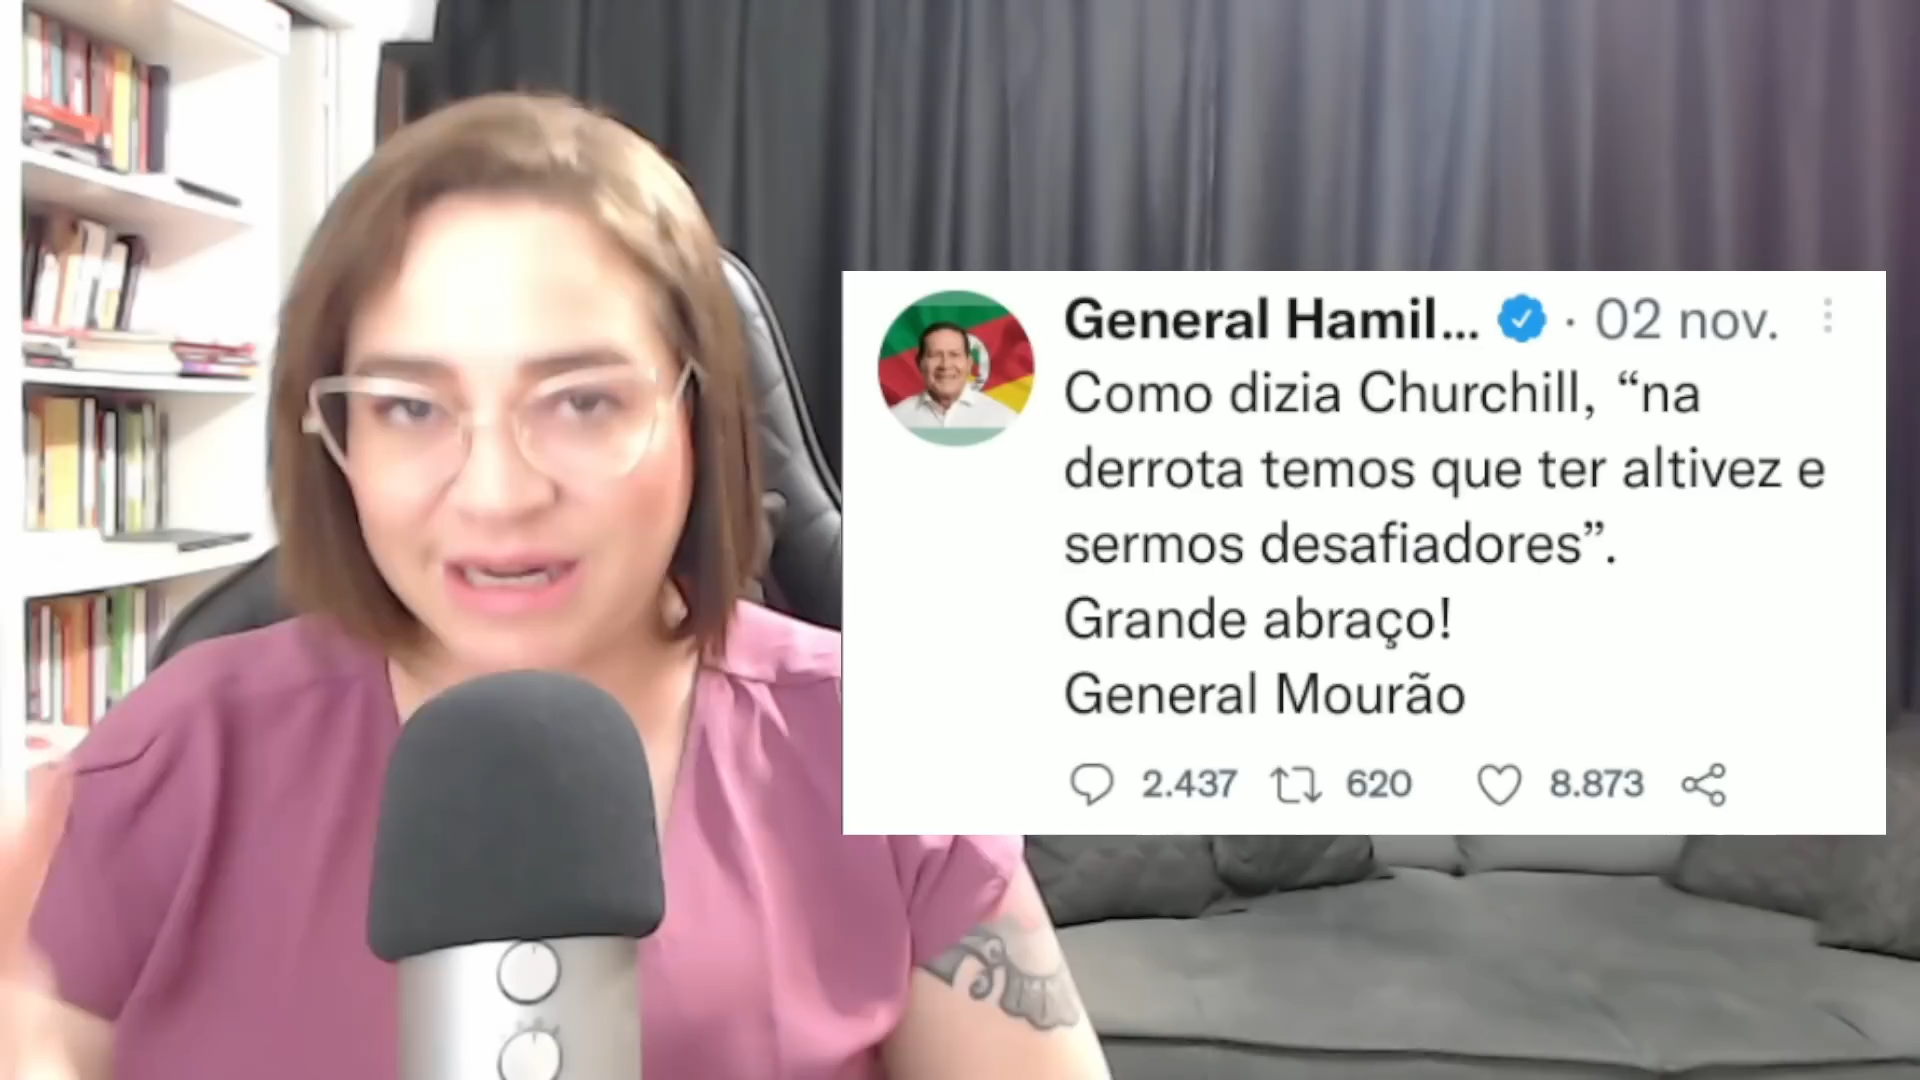 General Hamil... · 02 nov.
Como dizia Churchill, “na
derrota temos que ter altivez e
sermos desafiadores”.
Grande abraço!
General Mourão
2.437 620 8.873